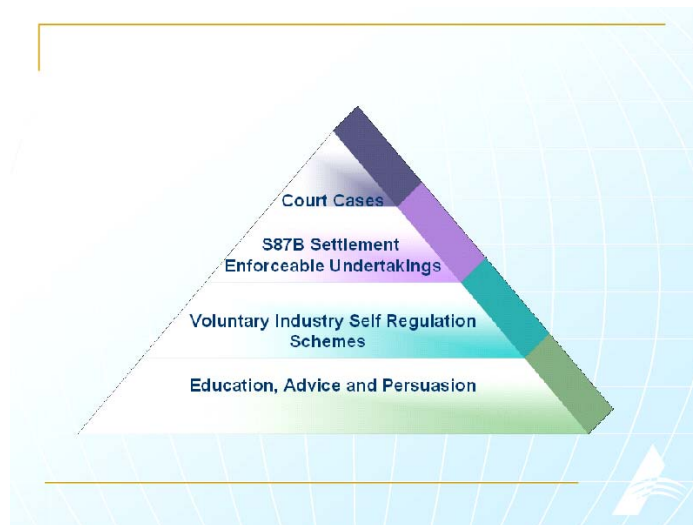 Court Cases
S87B Settlement
Enforceable Undertakings
Voluntary Industry Self Regulation
Schemes
Education, Advice and Persuasion